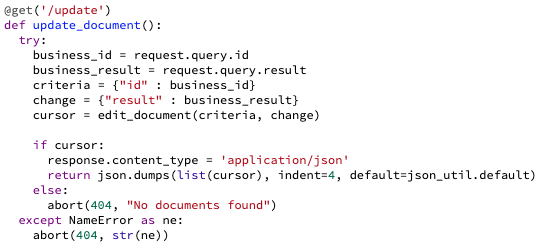 @get('/update')
def update_document():
  try:
    business_id = request.query.id
    business_result = request.query.result
    criteria = {"id" : business_id}
    change = {"result" : business_result}
    cursor = edit_document(criteria, change)

    if cursor:
      response.content_type = 'application/json'
      return json.dumps(list(cursor), indent=4, default=json_util.default)
    else:
      abort(404, "No documents found")
  except NameError as ne:
    abort(404, str(ne))